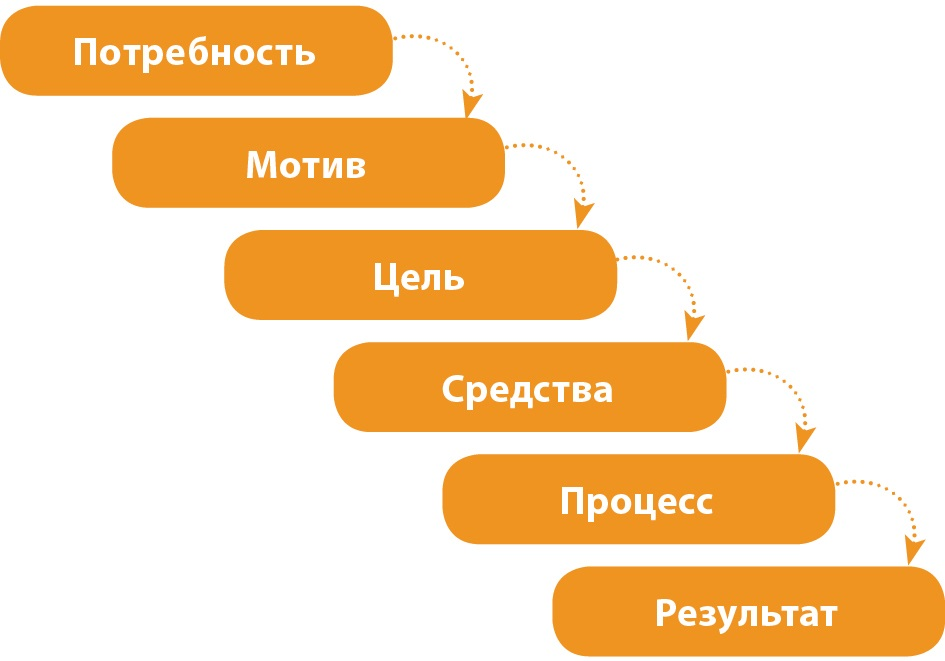 Потребность
Мотив
Цель
Средства
Процесс
Результат